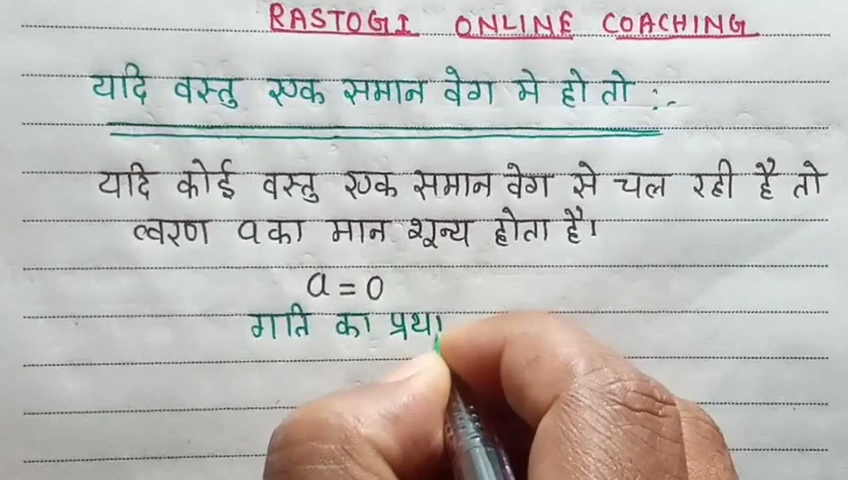 RASTOGI ONLINE COACHING
यदि वस्तु एक समान वेग मे हो तो :-
यदि कोई वस्तु एक समान वेग से चल रही है तो
त्वरण a का मान शून्य होता है।
a = 0
गति का प्रथा